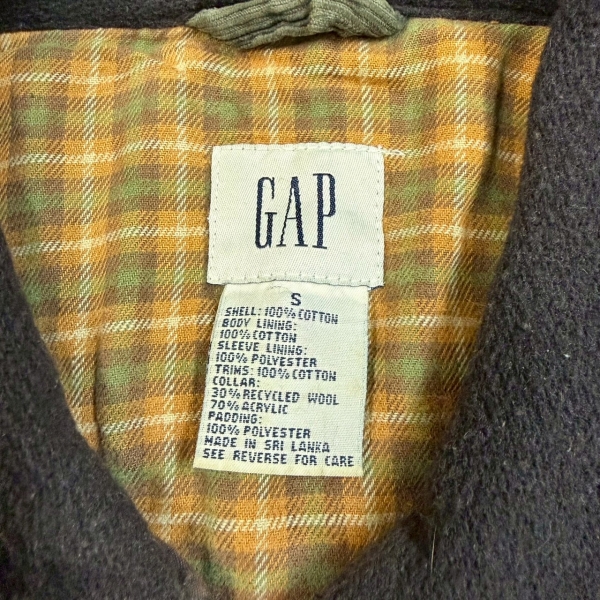 GAP
S
SHELL: 100% COTTON
BODY LINING:
100% COTTON
SLEEVE LINING:
100% POLYESTER
TRIMS: 100% COTTON
COLLAR:
30% RECYCLED WOOL
70% ACRYLIC
PADDING:
100% POLYESTER
MADE IN SRI LANKA
SEE REVERSE FOR CARE